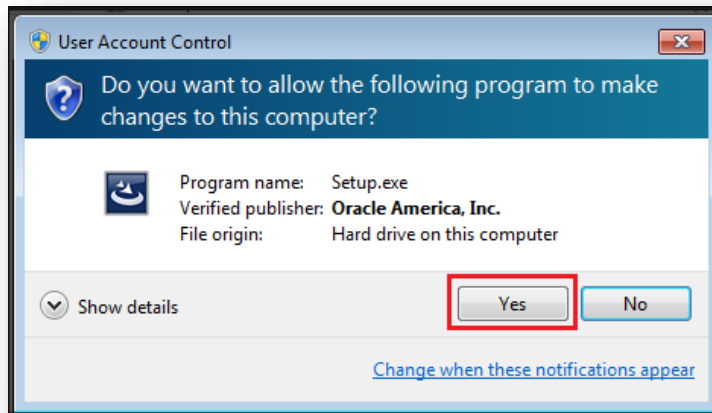 User Account Control
Do you want to allow the following program to make
changes to this computer?
Program name: Setup.exe
Verified publisher: Oracle America, Inc.
File origin: Hard drive on this computer
Show details
Yes
No
Change when these notifications appear